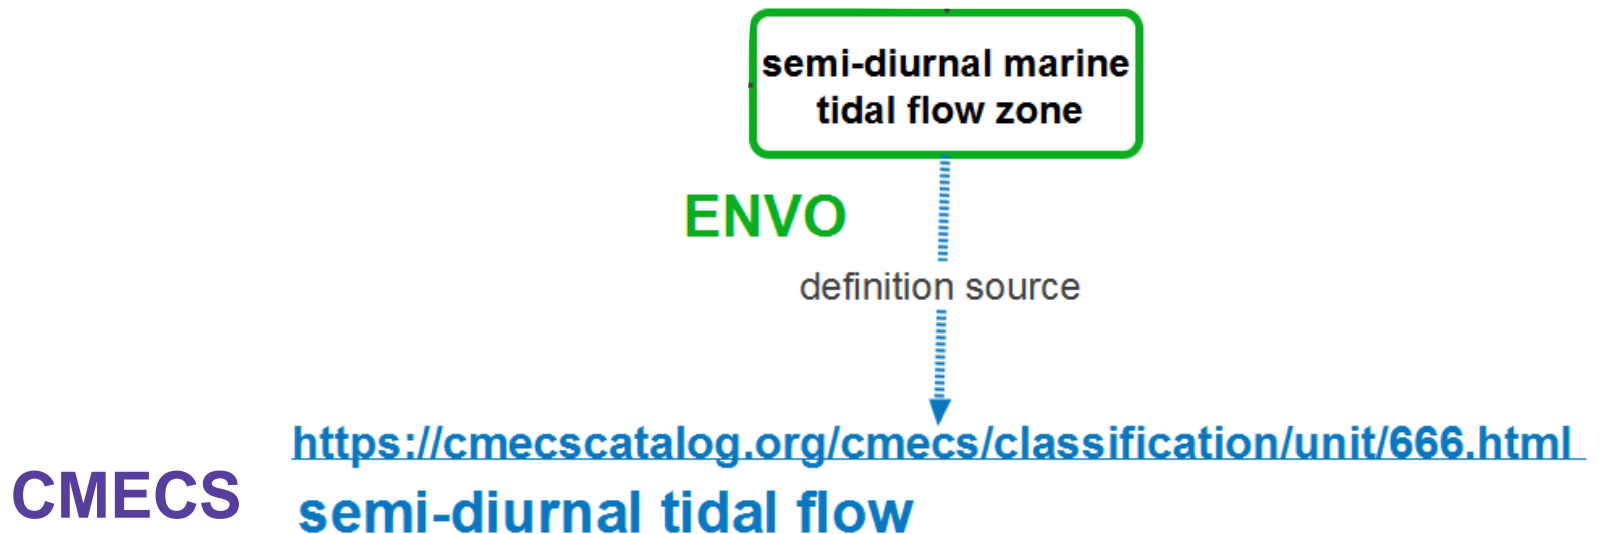 semi-diurnal marine
tidal flow zone
ENVO
definition source
https://cmecscatalog.org/cmecs/classification/unit/666.html
CMECS
semi-diurnal tidal flow